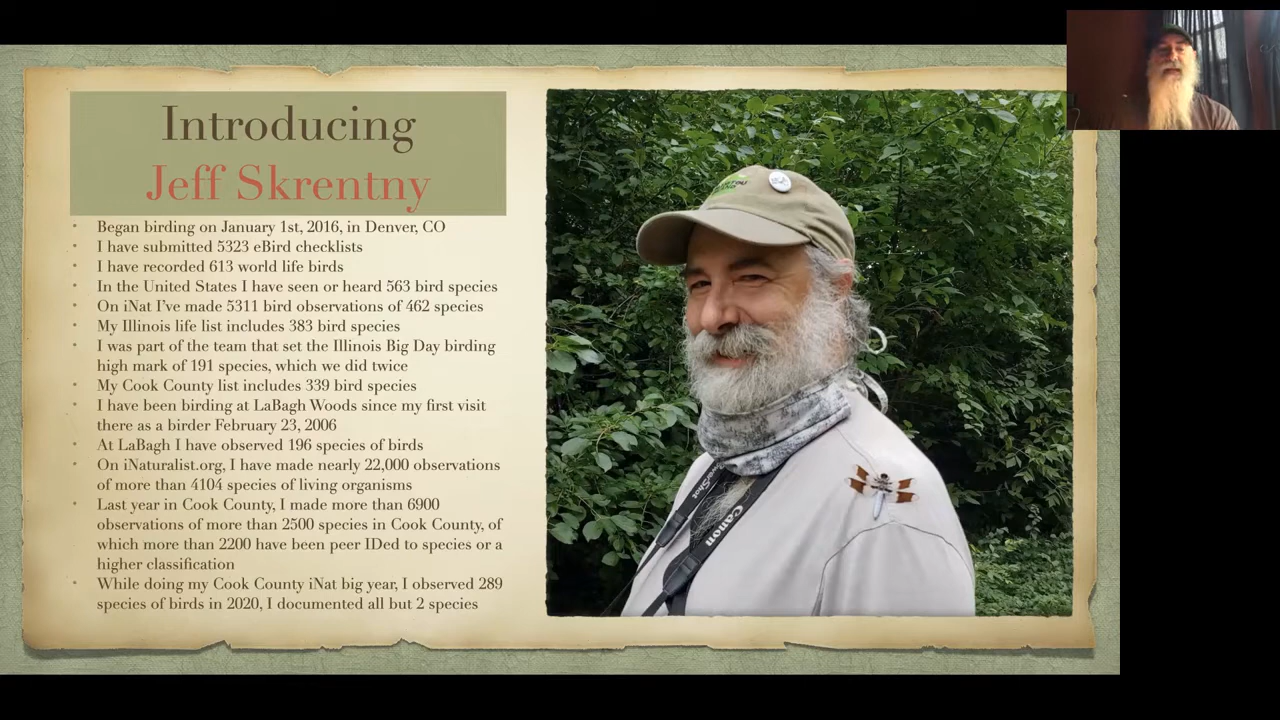 Introducing
Jeff Skrentny
• Began birding on January 1st, 2016, in Denver, CO
• I have submitted 5323 eBird checklists
• I have recorded 613 world life birds
• In the United States I have seen or heard 563 bird species
• On iNat I've made 5311 bird observations of 462 species
• My Illinois life list includes 383 bird species
• I was part of the team that set the Illinois Big Day birding
high mark of 191 species, which we did twice
• My Cook County list includes 339 bird species
• I have been birding at LaBagh Woods since my first visit
there as a birder February 23, 2006
• At LaBagh I have observed 196 species of birds
• On iNaturalist.org, I have made nearly 22,000 observations
of more than 4104 species of living organisms
• Last year in Cook County, I made more than 6900
observations of more than 2500 species in Cook County, of
which more than 2200 have been peer IDed to species or a
higher classification
• While doing my Cook County iNat big year, I observed 289
species of birds in 2020, I documented all but 2 species
PowerShot
Canon